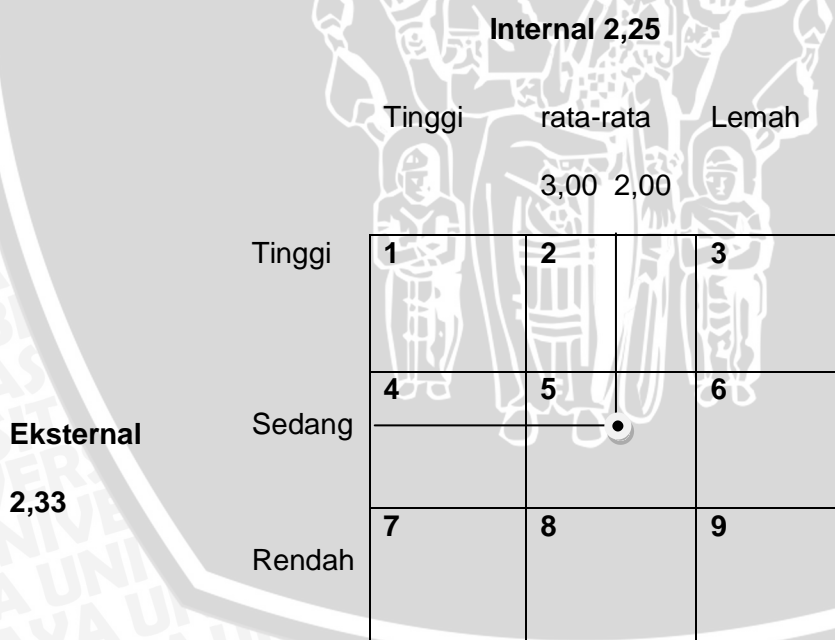 Internal 2,25
Tinggi rata-rata Lemah
3,00 2,00
Tinggi 1 2 3
4 5 6
Eksternal Sedang
2,33
7 8 9
Rendah